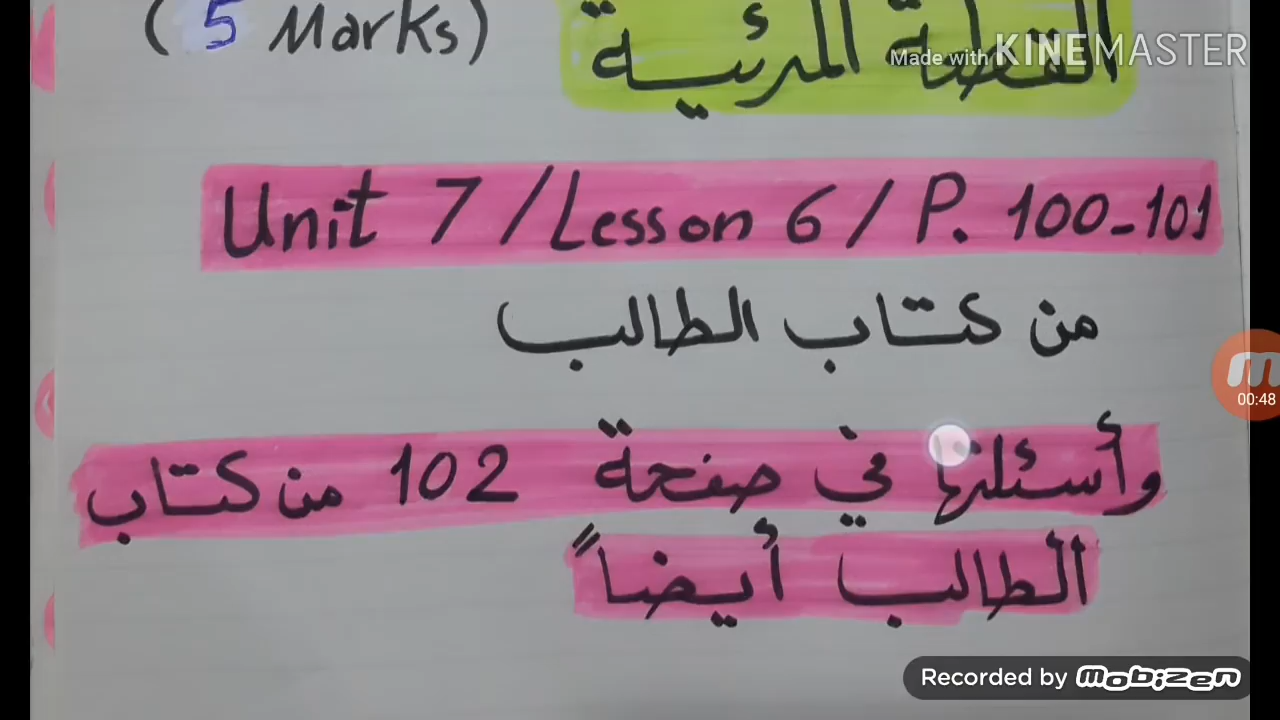 القطعة المرئية (5 Marks)
Made with KINEMASTER
Unit 7 / Lesson 6 / P. 100-101
من كتاب الطالب
00:48
وأسئلتها في صفحة 102 من كتاب
الطالب أيضاً
Recorded by mobizen